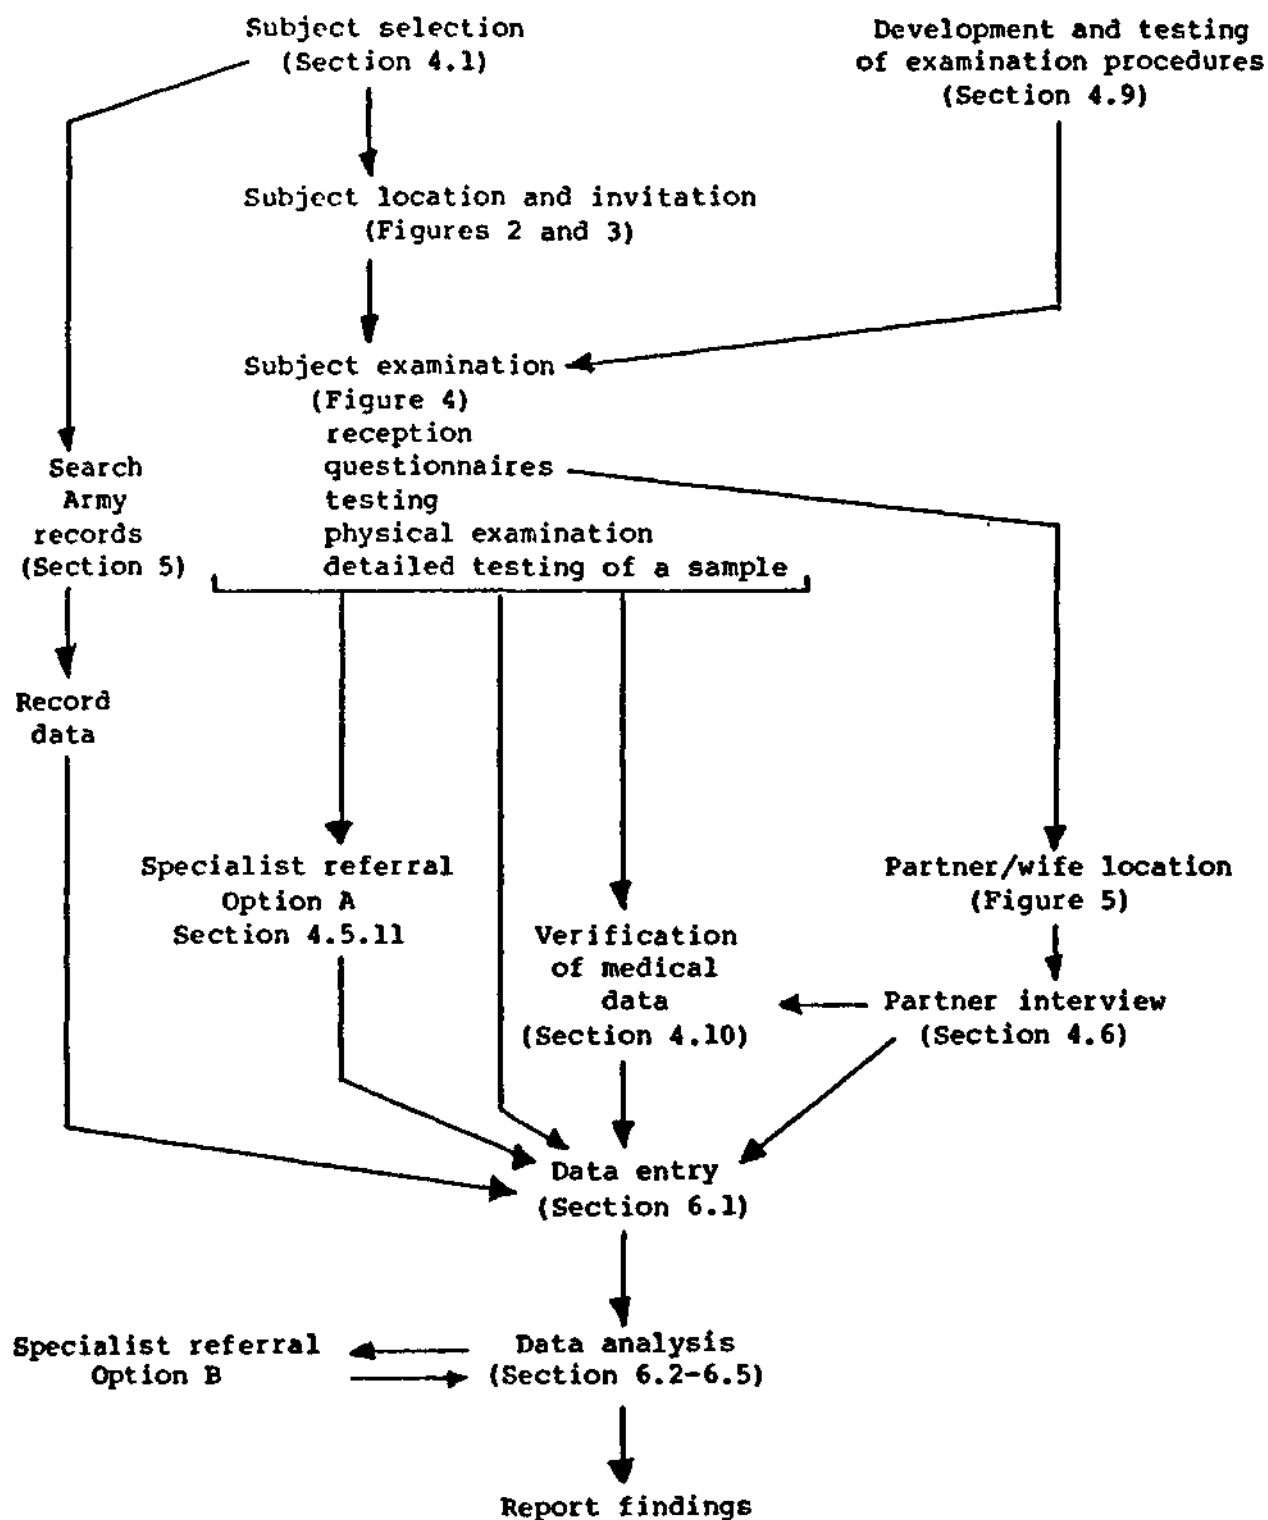 Subject selection
(Section 4.1)
Development and testing
of examination procedures
(Section 4.9)
Subject location and invitation
(Figures 2 and 3)
Subject examination
(Figure 4)
reception
questionnaires
testing
physical examination
detailed testing of a sample
Search
Army
records
(Section 5)
Record
data
Specialist referral
Option A
Section 4.5.11
Verification
of medical
data
(Section 4.10)
Partner/wife location
(Figure 5)
Partner interview
(Section 4.6)
Data entry
(Section 6.1)
Specialist referral
Option B
Data analysis
(Section 6.2-6.5)
Report findings